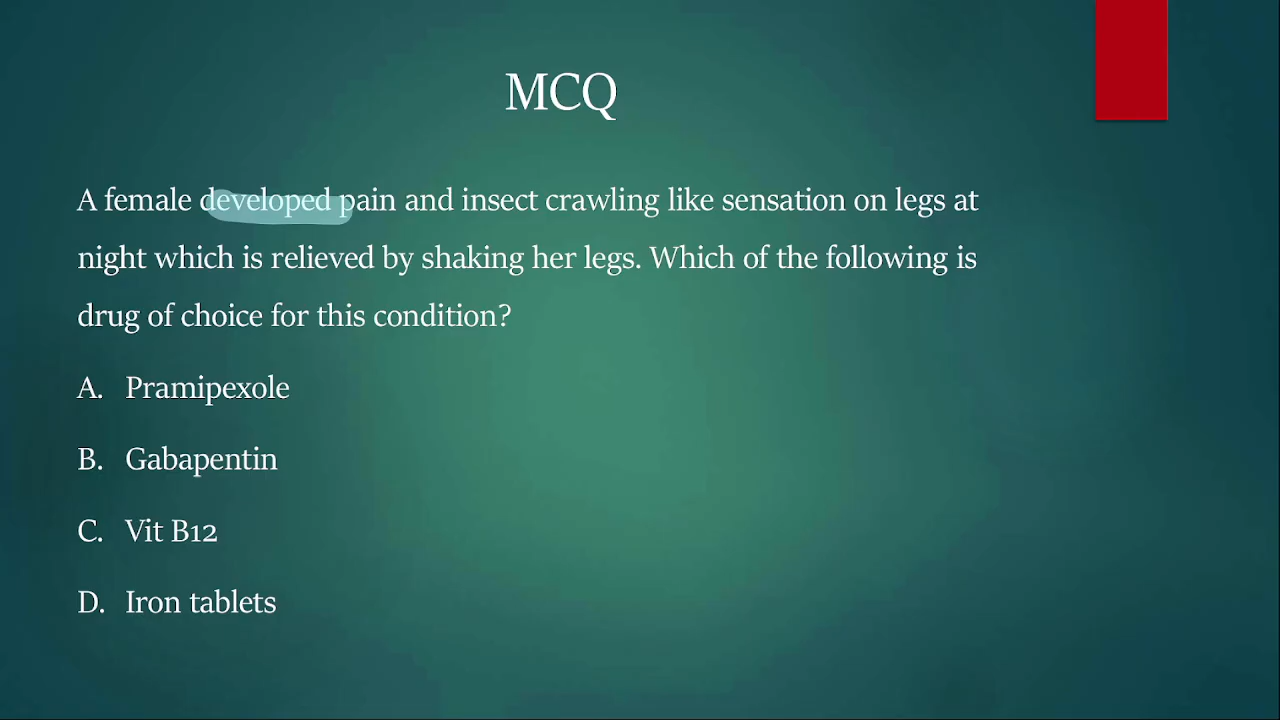 MCQ
A female developed pain and insect crawling like sensation on legs at
night which is relieved by shaking her legs. Which of the following is
drug of choice for this condition?
A. Pramipexole
B. Gabapentin
C. Vit B12
D. Iron tablets